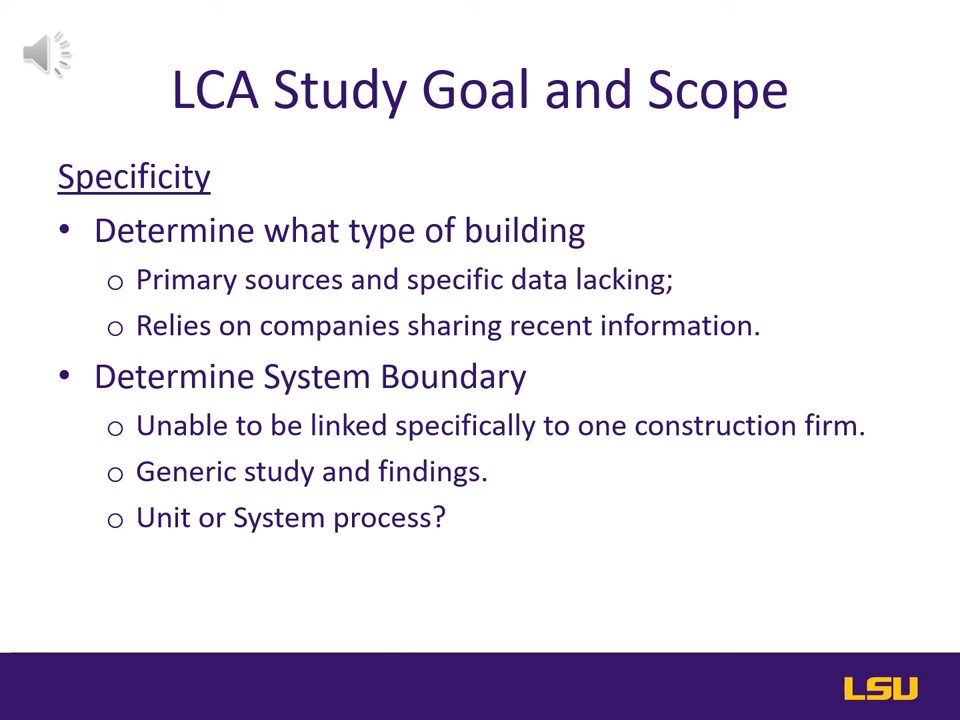 LCA Study Goal and Scope
Specificity
• Determine what type of building
o Primary sources and specific data lacking;
o Relies on companies sharing recent information.
• Determine System Boundary
o Unable to be linked specifically to one construction firm.
o Generic study and findings.
o Unit or System process?
LSU